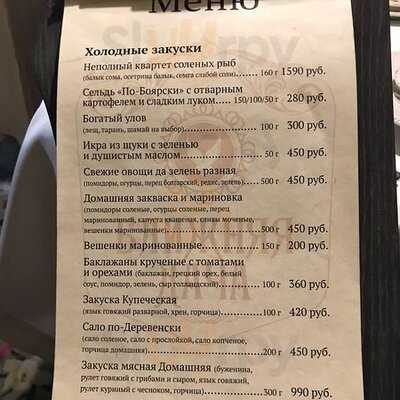 Меню
Холодные закуски
Неполный квартет соленых рыб
(балык сома, осетрина балык, семга слабой соли)........ 160 г 1590 руб.
Сельдь «По-Боярски» с отварным
картофелем и сладким луком..... 150/100/50 г 280 руб.
Богатый улов
(лещ, тарань, шамай на выбор)........................ 100 г 300 руб.
Икра из щуки с зеленью
и душистым маслом........................ 50 г 450 руб.
Свежие овощи да зелень разная
(помидоры, огурцы, перец болгарский, редис, зелень)...... 500 г 450 руб.
Домашняя закваска и мариновка
(помидоры соленые, огурцы соленые, перец
маринованный, капуста квашеная, сливы моченые,
вешенки маринованные)........................ 500 г 450 руб.
Вешенки маринованные............... 150 г 200 руб.
Баклажаны крученые с томатами
и орехами (баклажан, грецкий орех, белый
соус, помидор, зелень, сыр голландский)............ 100 г 360 руб.
Закуска Купеческая
(язык говяжий разварной, хрен, горчица)............ 100 г 420 руб.
Сало по-Деревенски
(сало соленое, сало с прослойкой, сало копченое,
горчица домашняя)........................ 200 г 450 руб.
Закуска мясная Домашняя (буженина,
рулет говяжий с грибами и сыром, язык говяжий,
рулет куриный с чесноком, горчица)............ 300 г 990 руб.